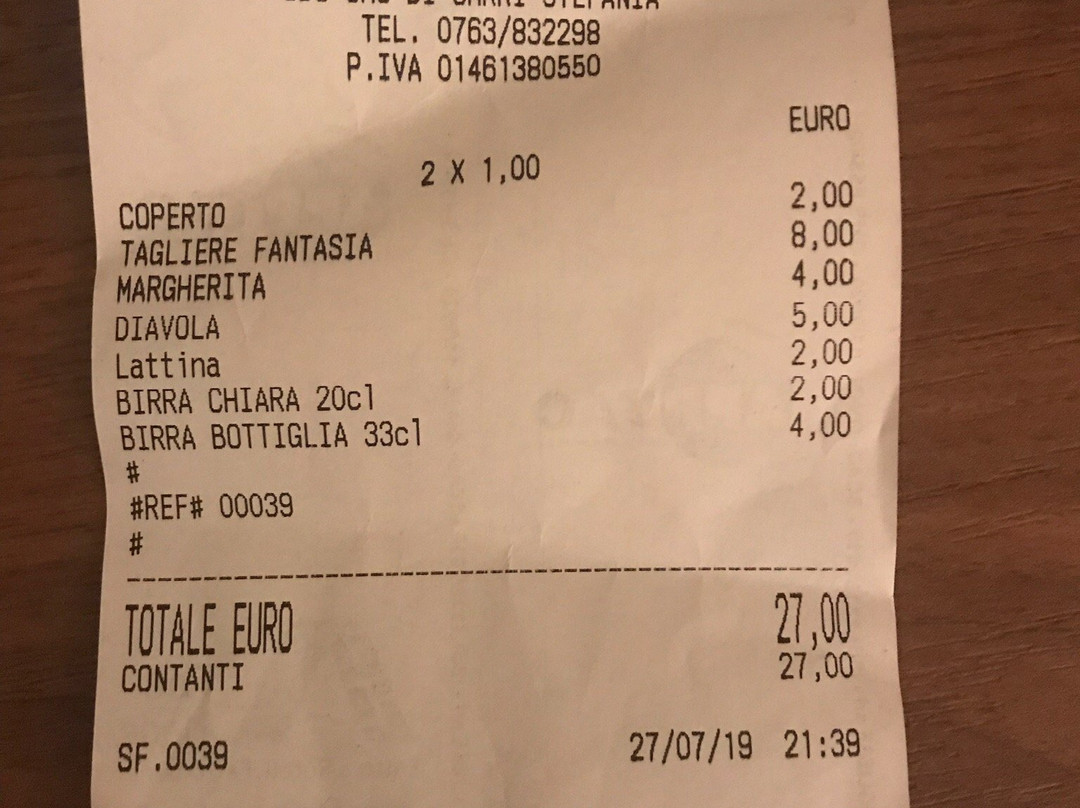 TEL. 0763/832298
P.IVA 01461380550
EURO
2 X 1,00
COPERTO 2,00
TAGLIERE FANTASIA 8,00
MARGHERITA 4,00
DIAVOLA 5,00
Lattina 2,00
BIRRA CHIARA 20cl 2,00
BIRRA BOTTIGLIA 33cl 4,00
#
#REF# 00039
#
TOTALE EURO 27,00
CONTANTI 27,00
SF.0039 27/07/19 21:39